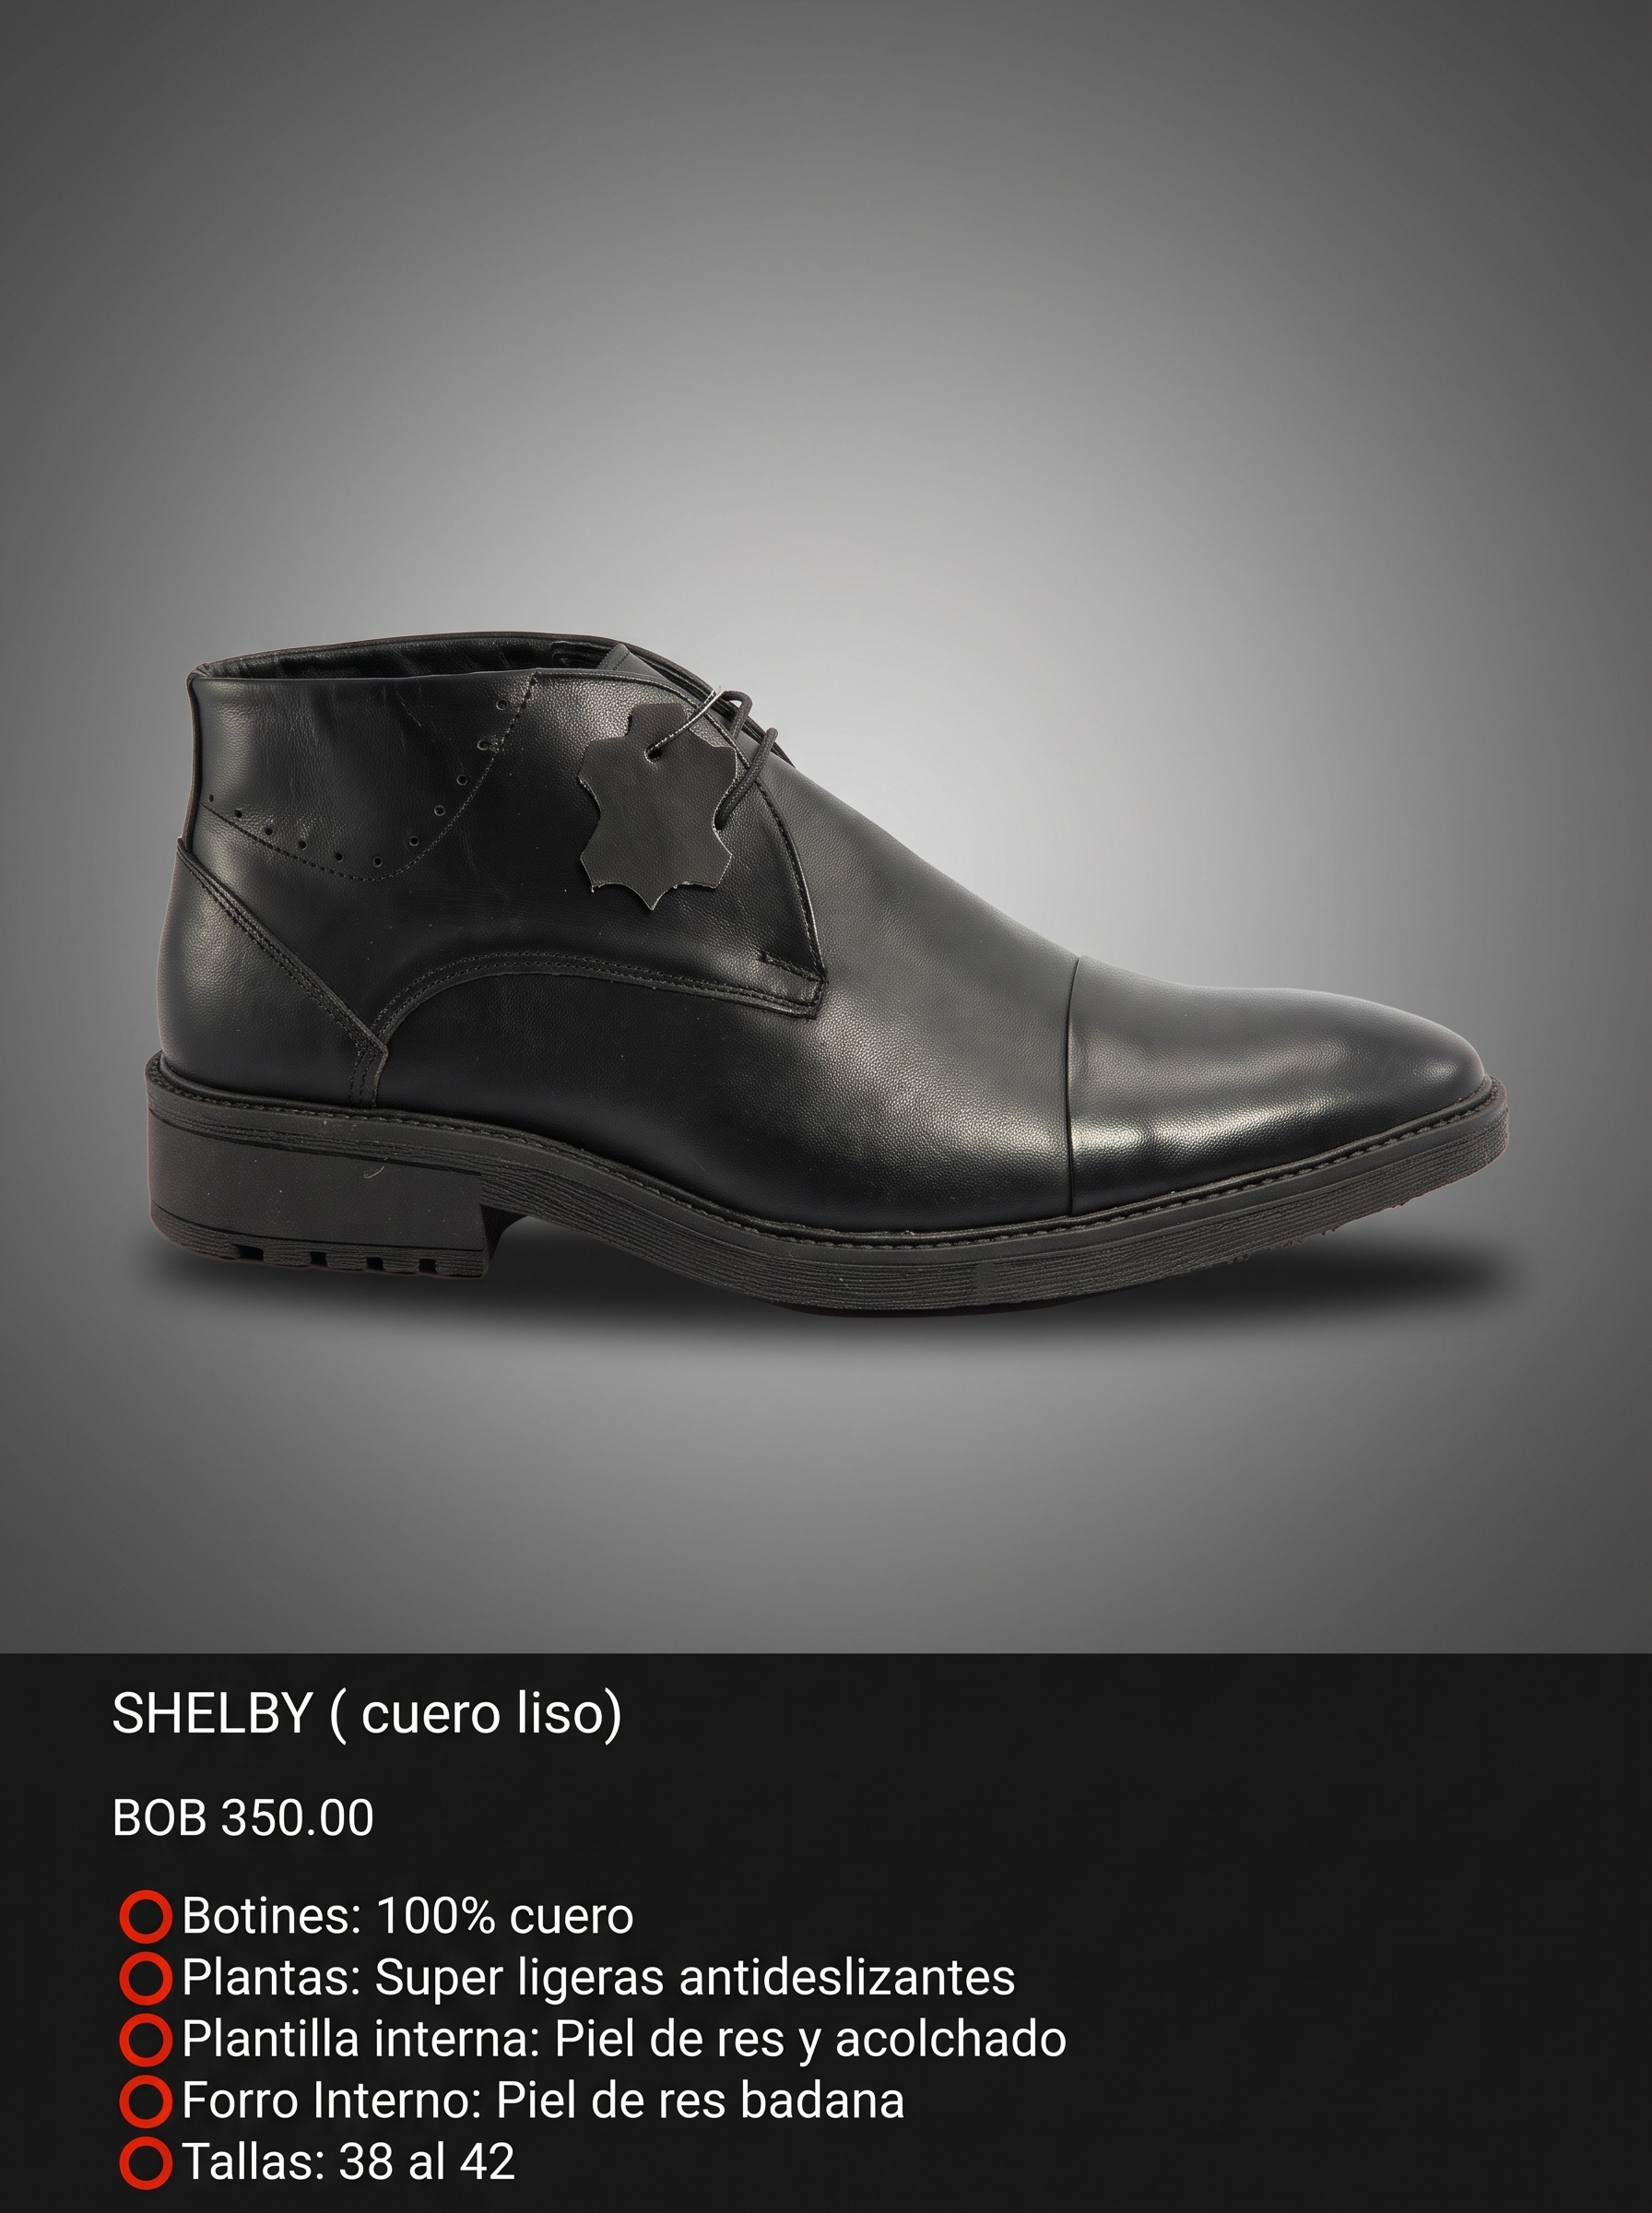 SHELBY ( cuero liso)
BOB 350.00
⭕Botines: 100% cuero
⭕Plantas: Super ligeras antideslizantes
⭕Plantilla interna: Piel de res y acolchado
⭕Forro Interno: Piel de res badana
⭕Tallas: 38 al 42